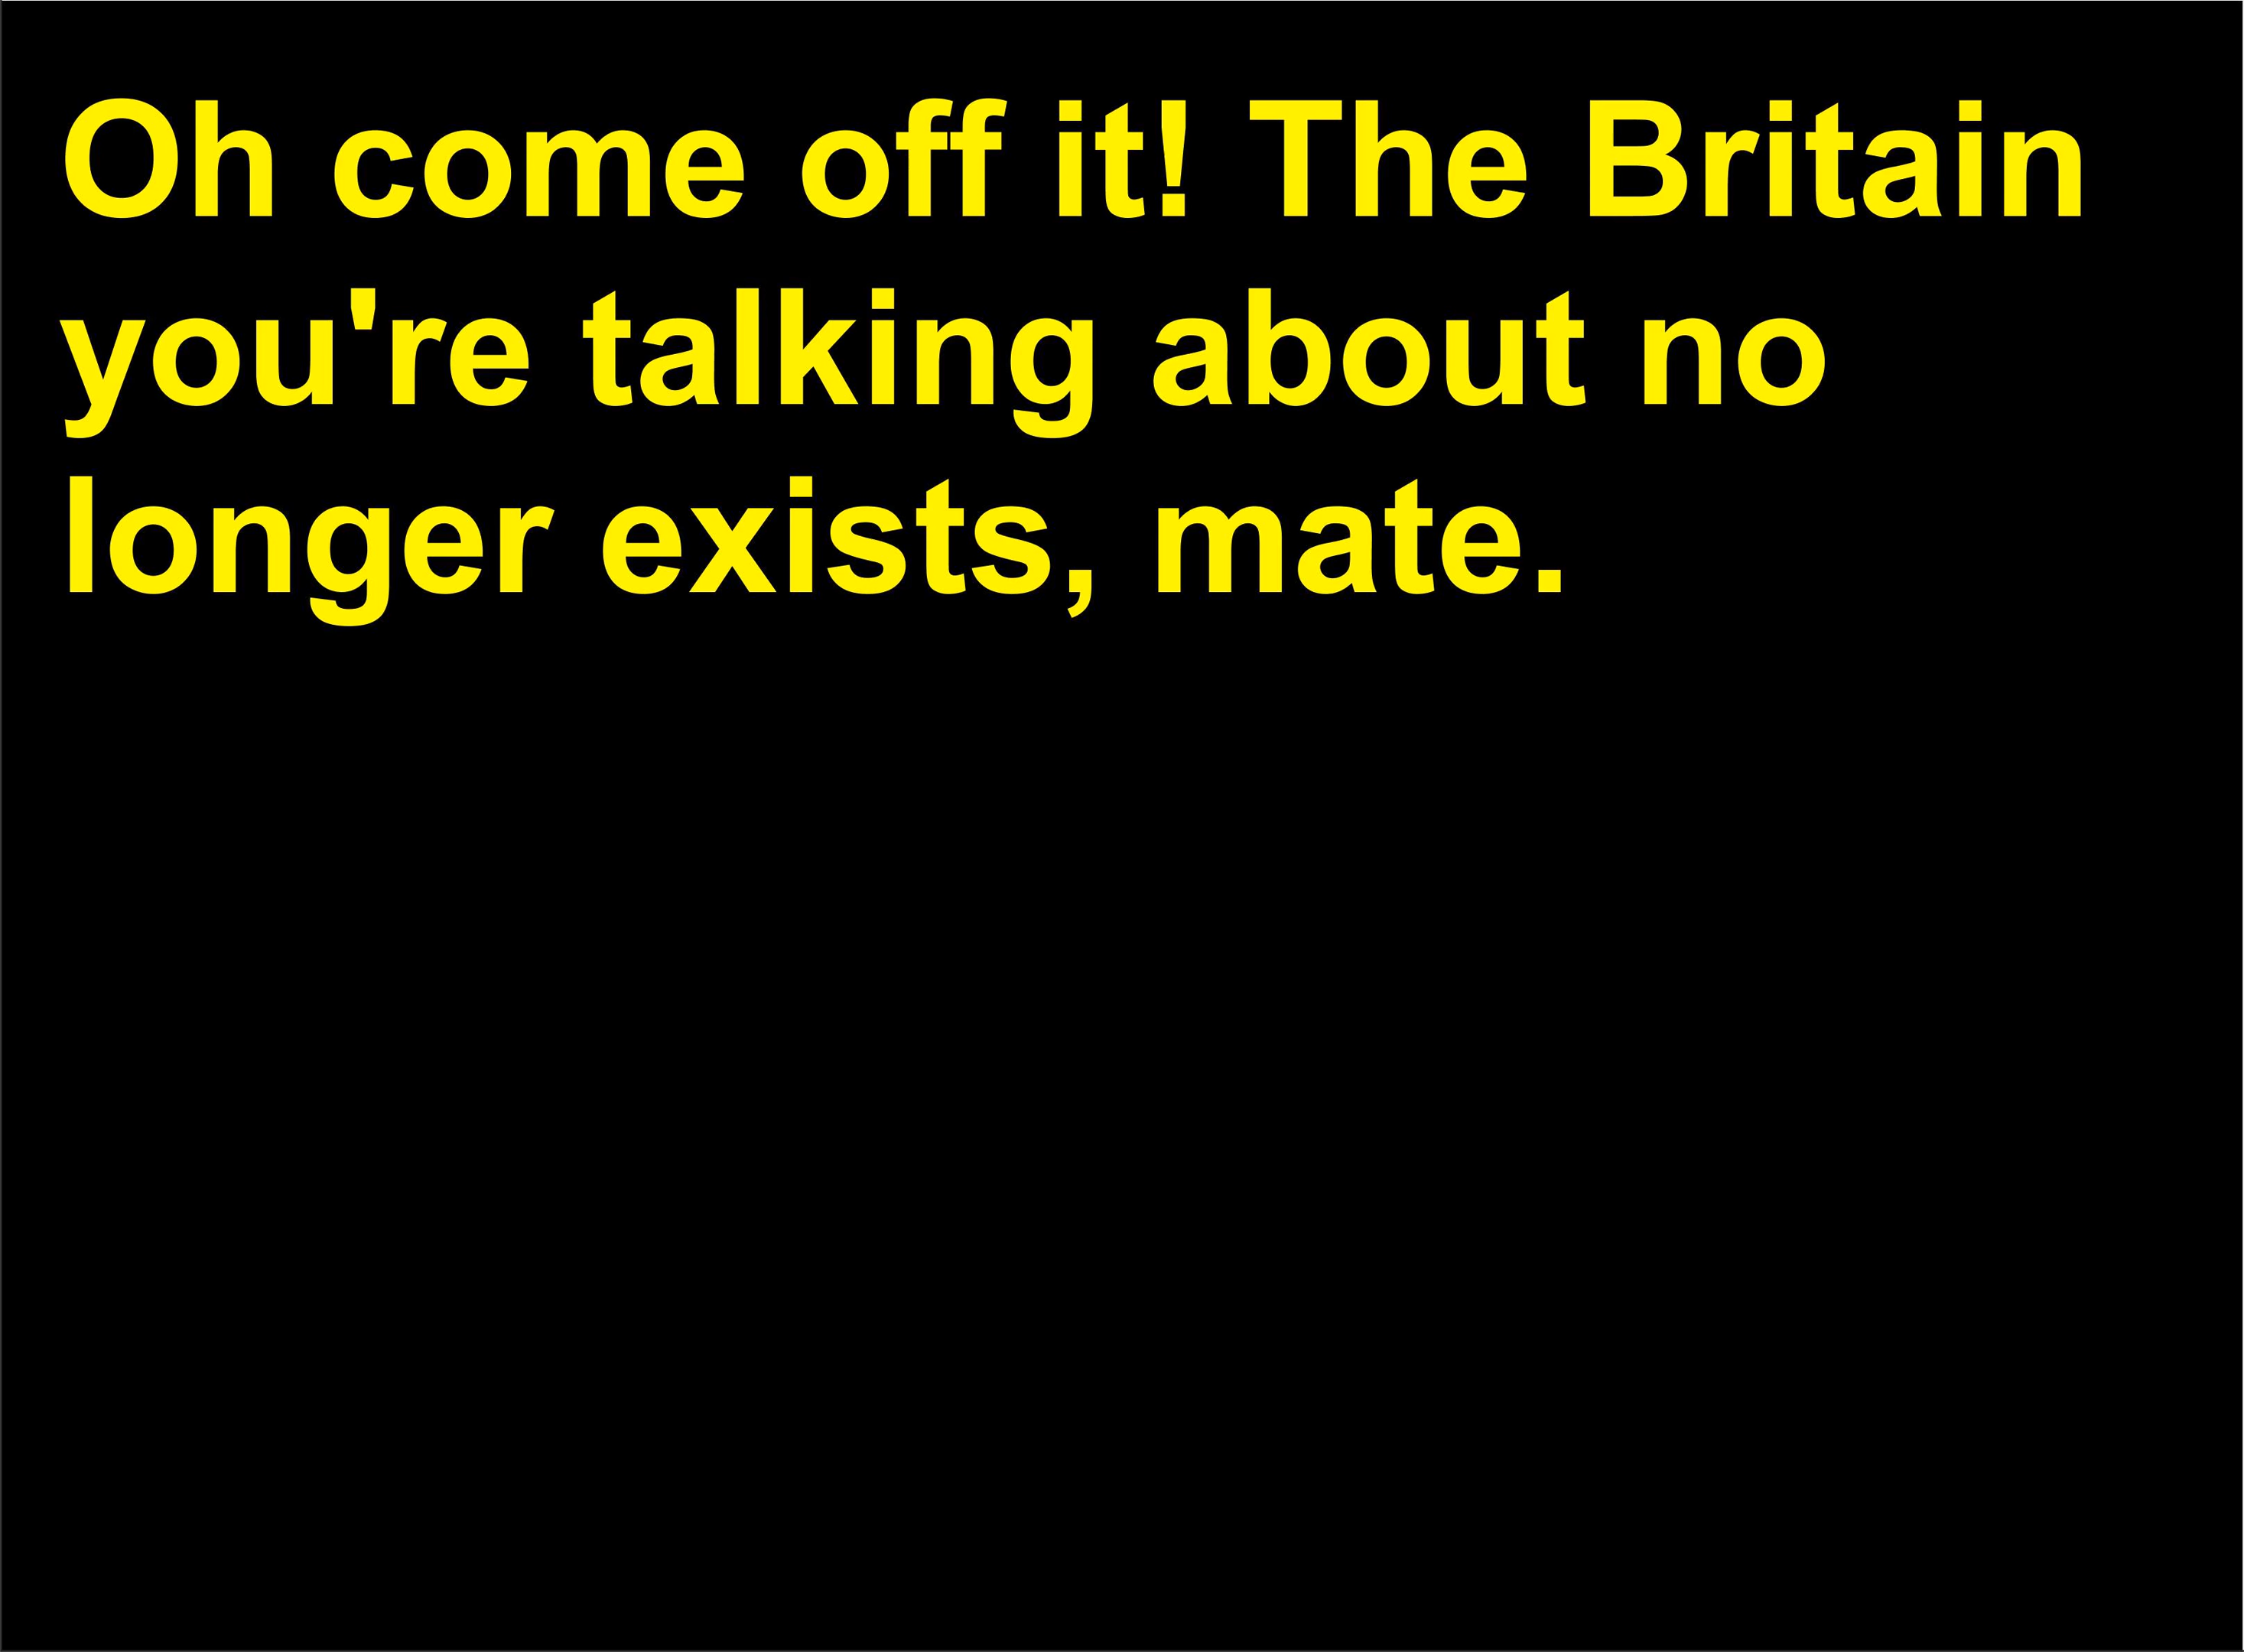 Oh come off it! The Britain
you're talking about no
longer exists, mate.